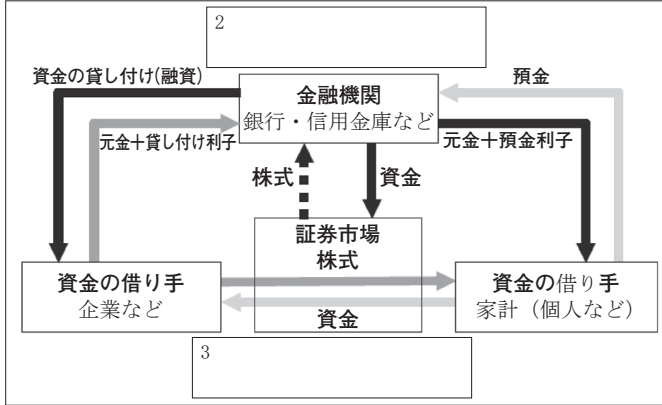 2
資金の貸し付け(融資)
預金
金融機関
銀行・信用金庫など
元金+貸し付け利子
元金+預金利子
株式
資金
証券市場
株式
資金の借り手
企業など
資金の借り手
家計（個人など）
資金
3